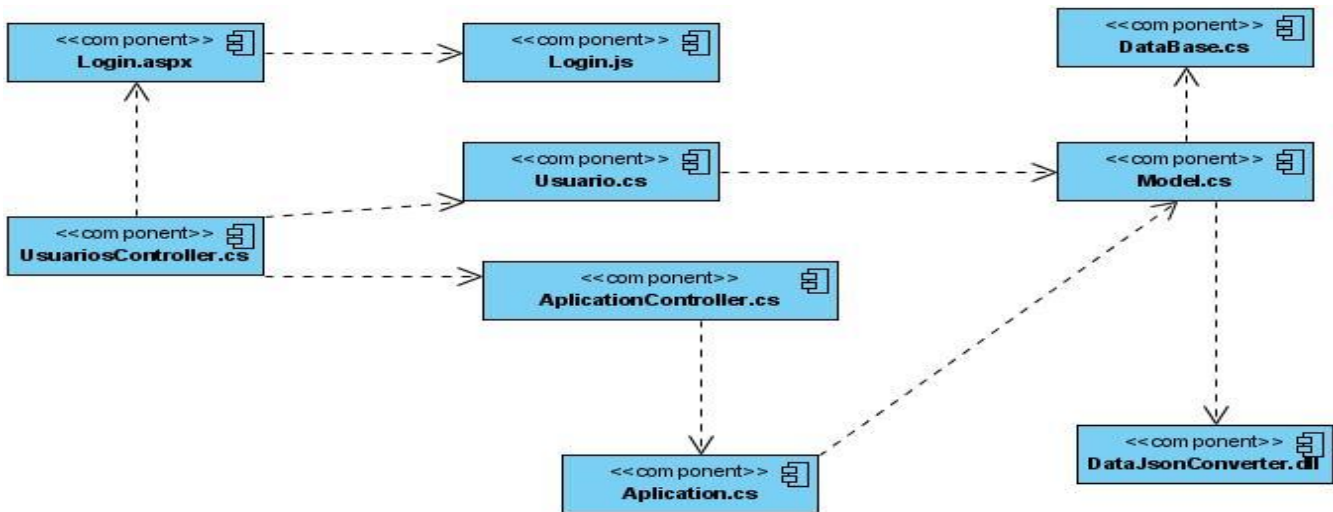 <<component>>
Login.aspx
<<component>>
Login.js
<<component>>
DataBase.cs
<<component>>
Usuario.cs
<<component>>
Model.cs
<<component>>
UsuariosController.cs
<<component>>
AplicationController.cs
<<component>>
Aplication.cs
<<component>>
DataJsonConverter.dll